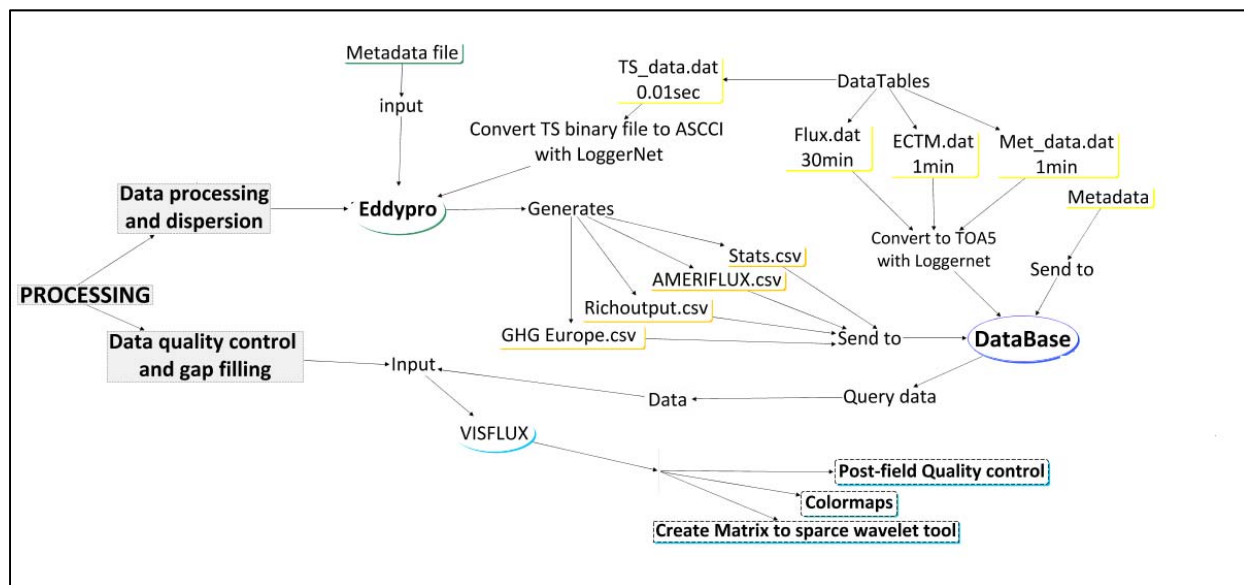 Metadata file
input
TS_data.dat
0.01sec
DataTables
Convert TS binary file to ASCCI
with LoggerNet
Flux.dat
30min
ECTM.dat
1min
Met_data.dat
1min
Metadata
Data processing
and dispersion
Eddypro
Generates
Convert to TOA5
with Loggernet
Send to
Stats.csv
AMERIFLUX.csv
Richoutput.csv
GHG Europe.csv
Send to
DataBase
PROCESSING
Data quality control
and gap filling
Input
Data
Query data
VISFLUX
Post-field Quality control
Colormaps
Create Matrix to sparce wavelet tool